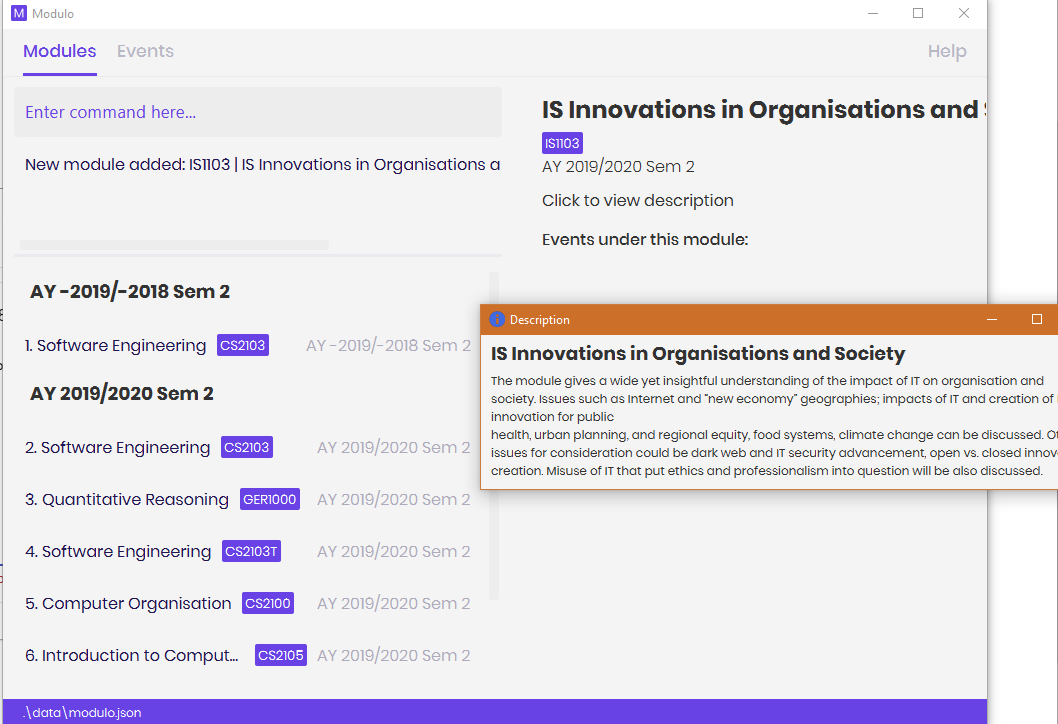 M Modulo
Modules Events Help
Enter command here...
New module added: IS1103 | IS Innovations in Organisations a
IS Innovations in Organisations and
IS1103
AY 2019/2020 Sem 2
Click to view description
Events under this module:
AY -2019/-2018 Sem 2
1. Software Engineering CS2103 AY -2019/-2018 Sem 2
AY 2019/2020 Sem 2
2. Software Engineering CS2103 AY 2019/2020 Sem 2
3. Quantitative Reasoning GER1000 AY 2019/2020 Sem 2
4. Software Engineering CS2103T AY 2019/2020 Sem 2
5. Computer Organisation CS2100 AY 2019/2020 Sem 2
6. Introduction to Comput... CS2105 AY 2019/2020 Sem 2
Description
IS Innovations in Organisations and Society
The module gives a wide yet insightful understanding of the impact of IT on organisation and
society. Issues such as Internet and "new economy" geographies; impacts of IT and creation of
innovation for public
health, urban planning, and regional equity, food systems, climate change can be discussed.
issues for consideration could be dark web and IT security advancement, open vs. closed innov
creation. Misuse of IT that put ethics and professionalism into question will be also discussed.
.\data\modulo.json